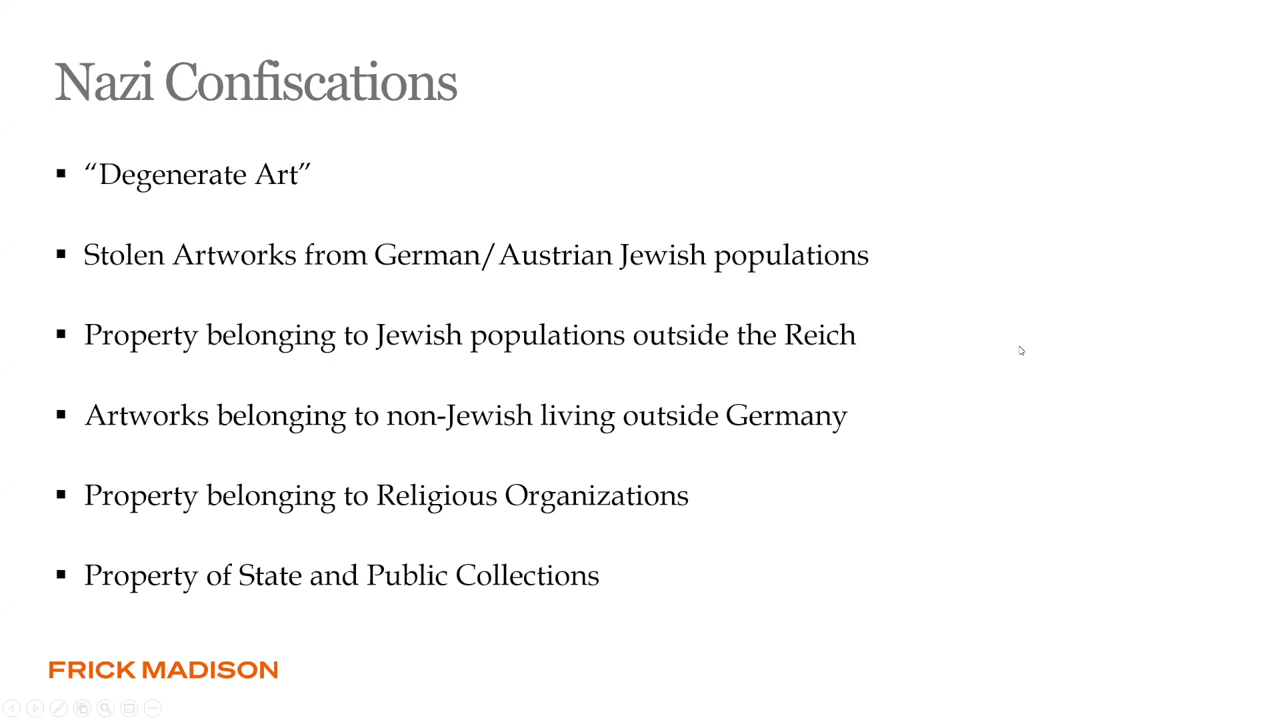 Nazi Confiscations
▪ “Degenerate Art”
▪ Stolen Artworks from German/Austrian Jewish populations
▪ Property belonging to Jewish populations outside the Reich
▪ Artworks belonging to non-Jewish living outside Germany
▪ Property belonging to Religious Organizations
▪ Property of State and Public Collections
FRICK MADISON